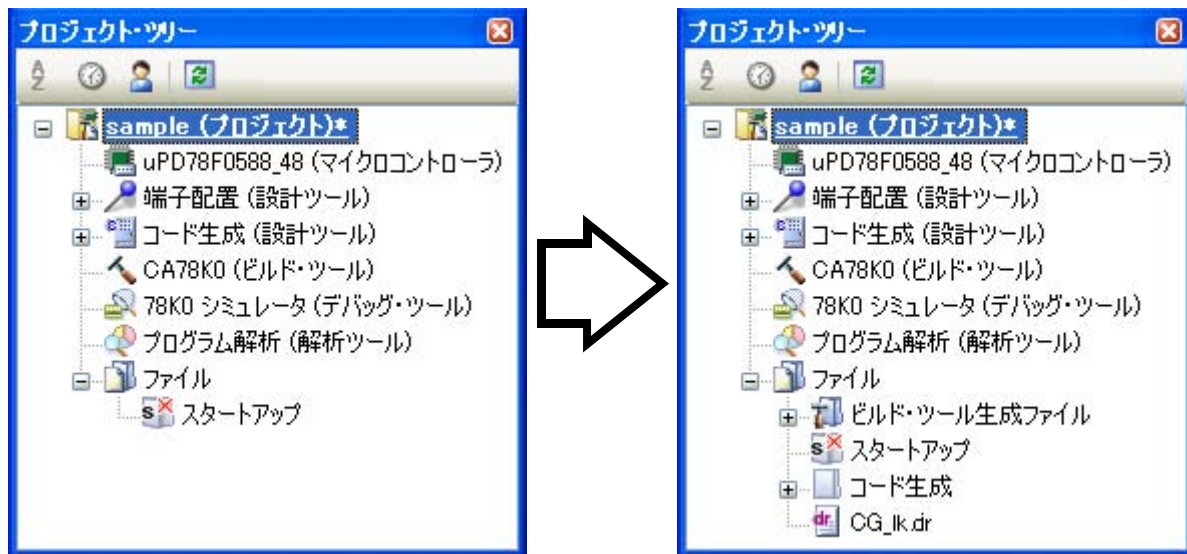 プロジェクト・ツリー
sample (プロジェクト)*
uPD78F0588_48 (マイクロコントローラ)
端子配置 (設計ツール)
コード生成 (設計ツール)
CA78K0 (ビルド・ツール)
78K0 シミュレータ (デバッグ・ツール)
プログラム解析 (解析ツール)
ファイル
スタートアップ
プロジェクト・ツリー
sample (プロジェクト)*
uPD78F0588_48 (マイクロコントローラ)
端子配置 (設計ツール)
コード生成 (設計ツール)
CA78K0 (ビルド・ツール)
78K0 シミュレータ (デバッグ・ツール)
プログラム解析 (解析ツール)
ファイル
ビルド・ツール生成ファイル
スタートアップ
コード生成
CG_lk.dr